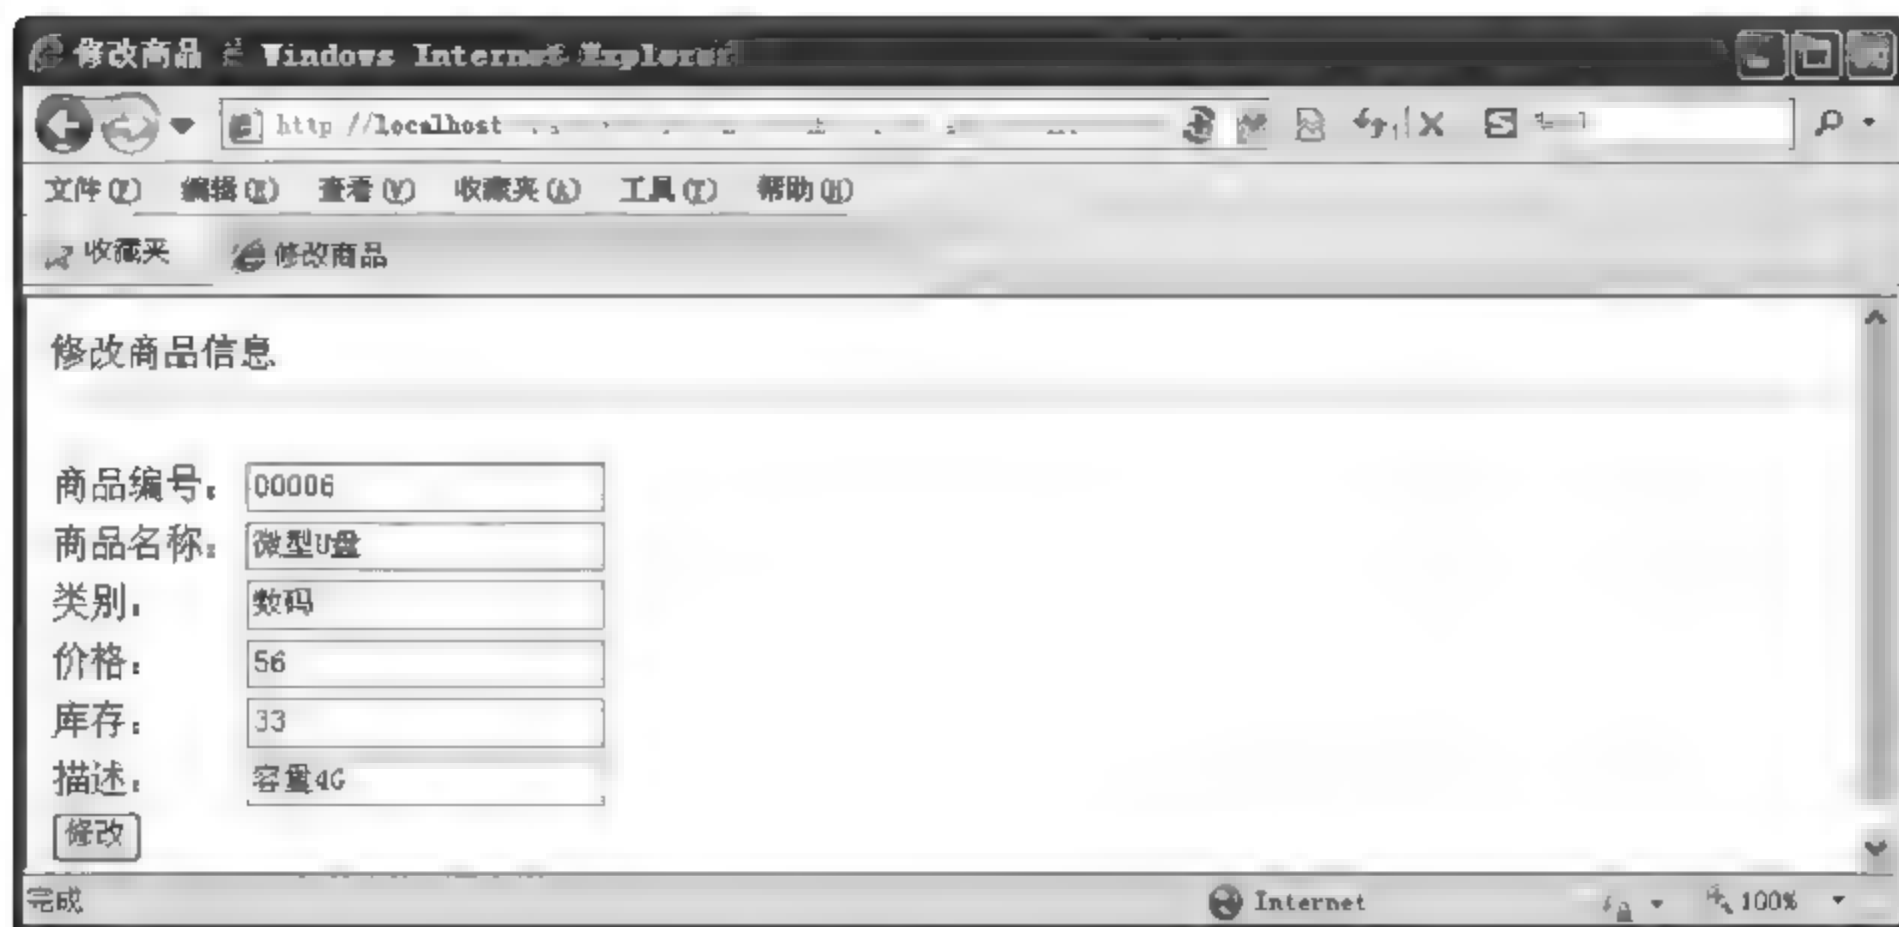 修改商品 Windows Internet Explorer
http //localhost
文件(F) 编辑(E) 查看(V) 收藏夹(A) 工具(T) 帮助(H)
收藏夹 修改商品
修改商品信息
商品编号: 00006
商品名称: 微型U盘
类别: 数码
价格: 56
库存: 33
描述: 容量4G
修改
完成 Internet 100%